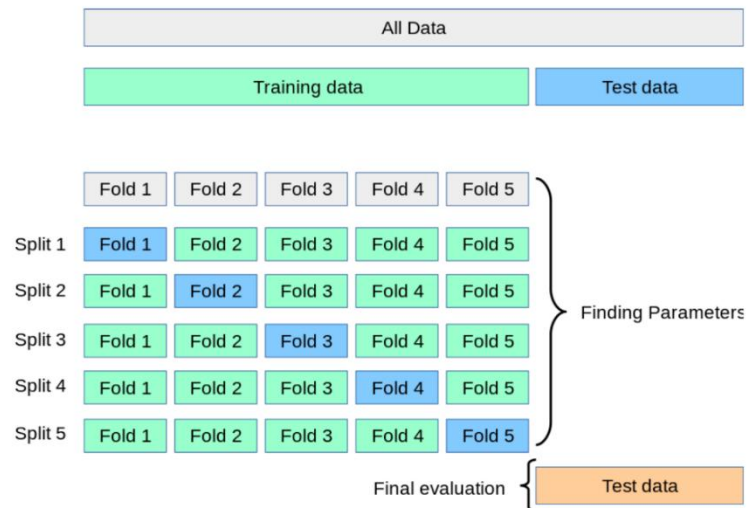 All Data
Training data Test data
Fold 1 Fold 2 Fold 3 Fold 4 Fold 5
Split 1 Fold 1 Fold 2 Fold 3 Fold 4 Fold 5
Split 2 Fold 1 Fold 2 Fold 3 Fold 4 Fold 5
Finding Parameters
Split 3 Fold 1 Fold 2 Fold 3 Fold 4 Fold 5
Split 4 Fold 1 Fold 2 Fold 3 Fold 4 Fold 5
Split 5 Fold 1 Fold 2 Fold 3 Fold 4 Fold 5
Final evaluation Test data